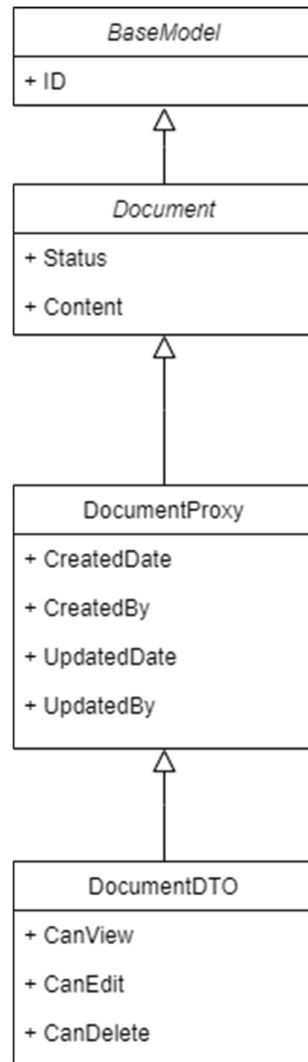 BaseModel
+ ID
Document
+ Status
+ Content
DocumentProxy
+ CreatedDate
+ CreatedBy
+ UpdatedDate
+ UpdatedBy
DocumentDTO
+ CanView
+ CanEdit
+ CanDelete